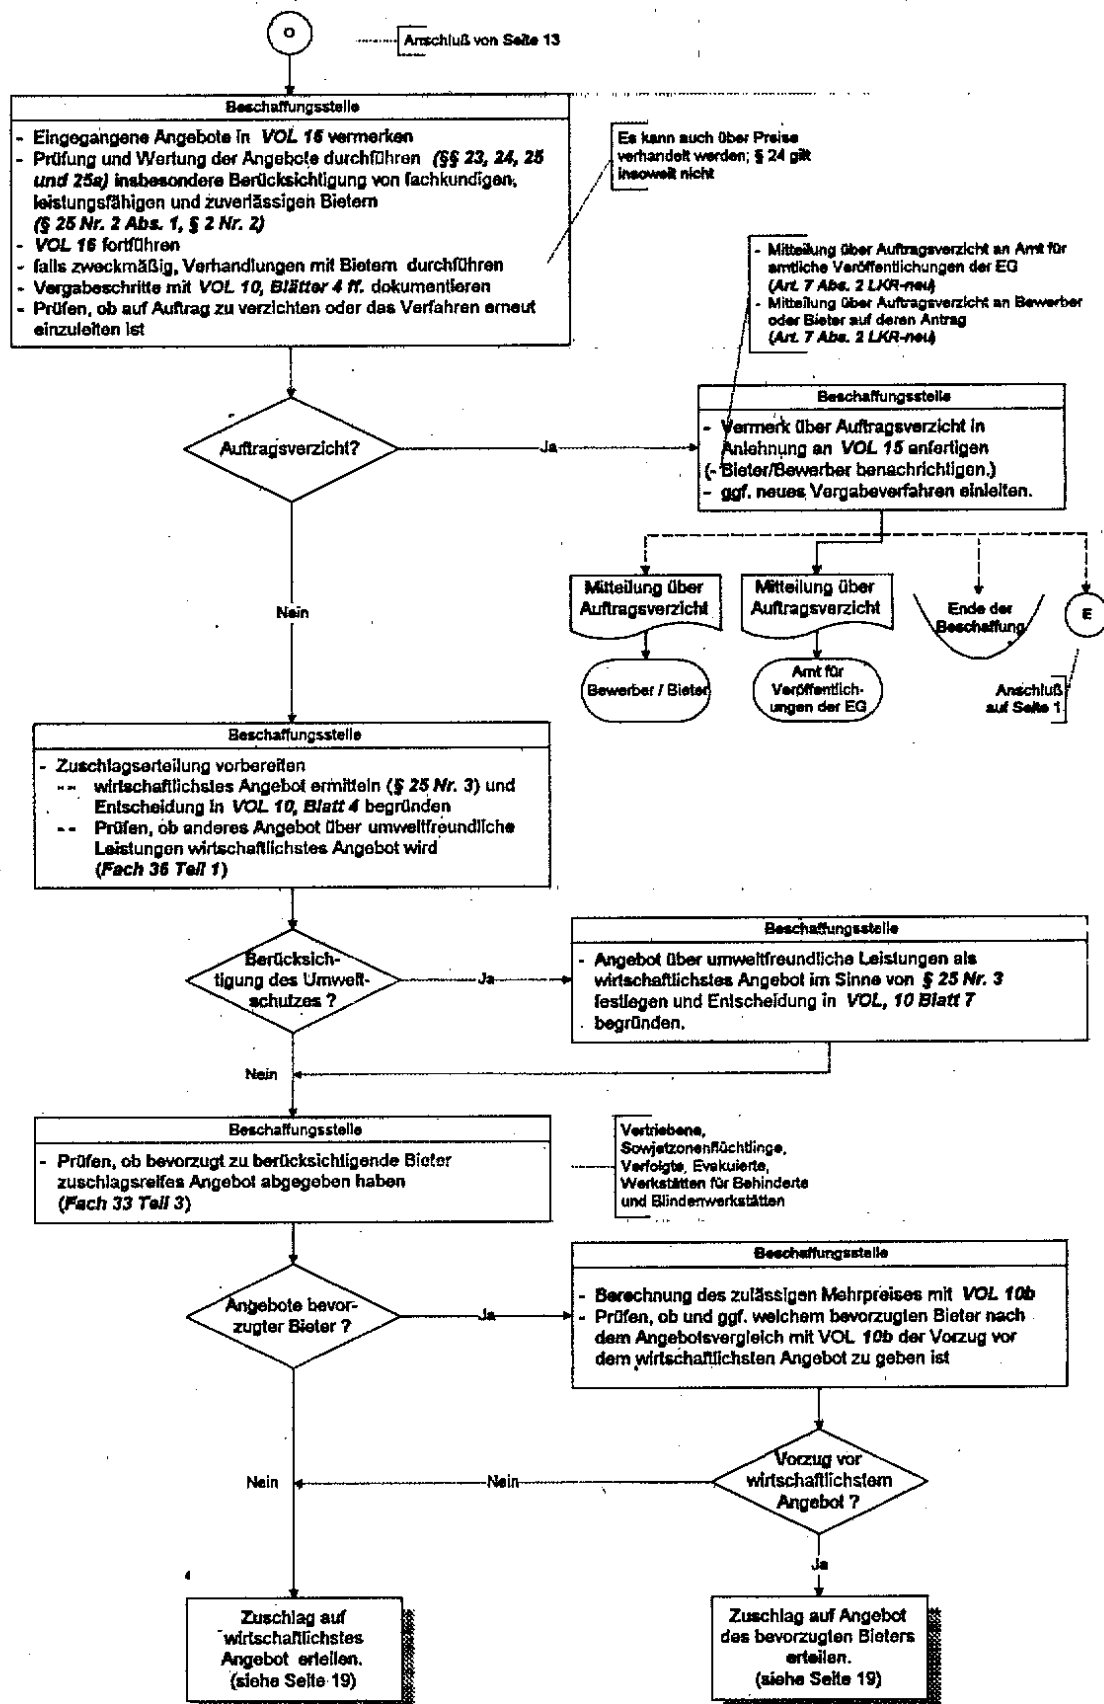 O
Anschluß von Seite 13
Beschaffungsstelle
- Eingegangene Angebote in VOL 16 vermerken
- Prüfung und Wertung der Angebote durchführen (§§ 23, 24, 25
und 25a) insbesondere Berücksichtigung von fachkundigen,
leistungsfähigen und zuverlässigen Bietern
(§ 25 Nr. 2 Abs. 1, § 2 Nr. 2)
- VOL 16 fortführen
- falls zweckmäßig, Verhandlungen mit Bietern durchführen
- Vergabeschritte mit VOL 10, Blätter 4 ff. dokumentieren
- Prüfen, ob auf Auftrag zu verzichten oder das Verfahren erneut
einzuleiten ist
Es kann auch über Preise
verhandelt werden; § 24 gilt
insoweit nicht
- Mitteilung über Auftragsverzicht an Amt für
amtliche Veröffentlichungen der EG
(Art. 7 Abs. 2 LKR-neu)
- Mitteilung über Auftragsverzicht an Bewerber
oder Bieter auf deren Antrag
(Art. 7 Abs. 2 LKR-neu)
Auftragsverzicht?
Ja
Beschaffungsstelle
- Vermerk über Auftragsverzicht in
Anlehnung an VOL 15 anfertigen
(- Bieter/Bewerber benachrichtigen.)
- ggf. neues Vergabeverfahren einleiten.
Nein
Mitteilung über
Auftragsverzicht
Mitteilung über
Auftragsverzicht
Ende der
Beschaffung
E
Bewerber / Bieter
Amt für
Veröffentlich-
ungen der EG
Anschluß
auf Seite 1
Beschaffungsstelle
- Zuschlagserteilung vorbereiten
-- wirtschaftlichstes Angebot ermitteln (§ 25 Nr. 3) und
Entscheidung in VOL 10, Blatt 4 begründen
-- Prüfen, ob anderes Angebot über umweltfreundliche
Leistungen wirtschaftlichstes Angebot wird
(Fach 36 Teil 1)
Berücksich-
tigung des Umwelt-
schutzes ?
Ja
Beschaffungsstelle
- Angebot über umweltfreundliche Leistungen als
wirtschaftlichstes Angebot im Sinne von § 25 Nr. 3
festlegen und Entscheidung in VOL, 10 Blatt 7
begründen.
Nein
Beschaffungsstelle
- Prüfen, ob bevorzugt zu berücksichtigende Bieter
zuschlagsreifes Angebot abgegeben haben
(Fach 33 Teil 3)
Vertriebene,
Sowjetzonenflüchtlinge,
Verfolgte, Evakuierte,
Werkstätten für Behinderte
und Blindenwerkstätten
Angebote bevor-
zugter Bieter ?
Ja
Beschaffungsstelle
- Berechnung des zulässigen Mehrpreises mit VOL 10b
- Prüfen, ob und ggf. welchem bevorzugten Bieter nach
dem Angebotsvergleich mit VOL 10b der Vorzug vor
dem wirtschaftlichsten Angebot zu geben ist
Nein
Nein
Vorzug vor
wirtschaftlichstem
Angebot ?
Ja
Zuschlag auf
wirtschaftlichstes
Angebot erteilen.
(siehe Seite 19)
Zuschlag auf Angebot
des bevorzugten Bieters
erteilen.
(siehe Seite 19)